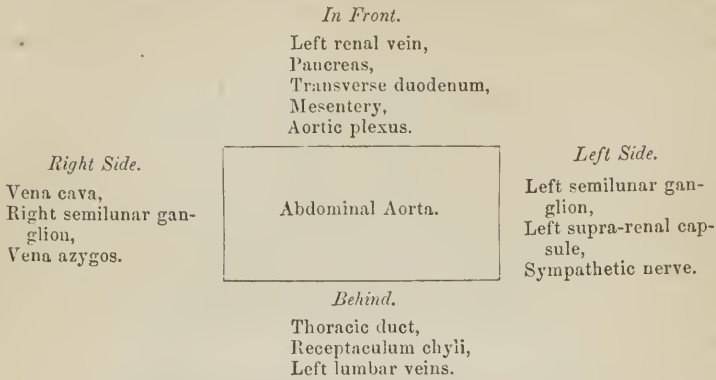 In Front.
Left renal vein,
Pancreas,
Transverse duodenum,
Mesentery,
Aortic plexus.
Right Side.
Vena cava,
Right semilunar gan-
glion,
Vena azygos.
Abdominal Aorta.
Left Side.
Left semilunar gan-
glion,
Left supra-renal cap-
sule,
Sympathetic nerve.
Behind.
Thoracic duct,
Receptaculum chyli,
Left lumbar veins.